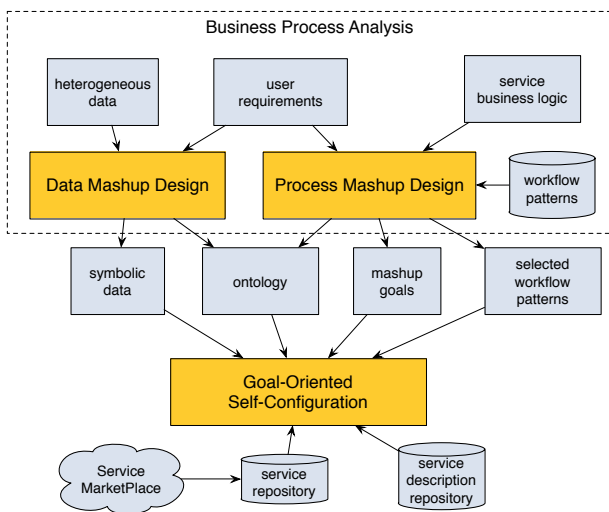 Business Process Analysis
heterogeneous
data
user
requirements
service
business logic
Data Mashup Design
Process Mashup Design
workflow
patterns
symbolic
data
ontology
mashup
goals
selected
workflow
patterns
Goal-Oriented
Self-Configuration
Service
MarketPlace
service
repository
service
description
repository